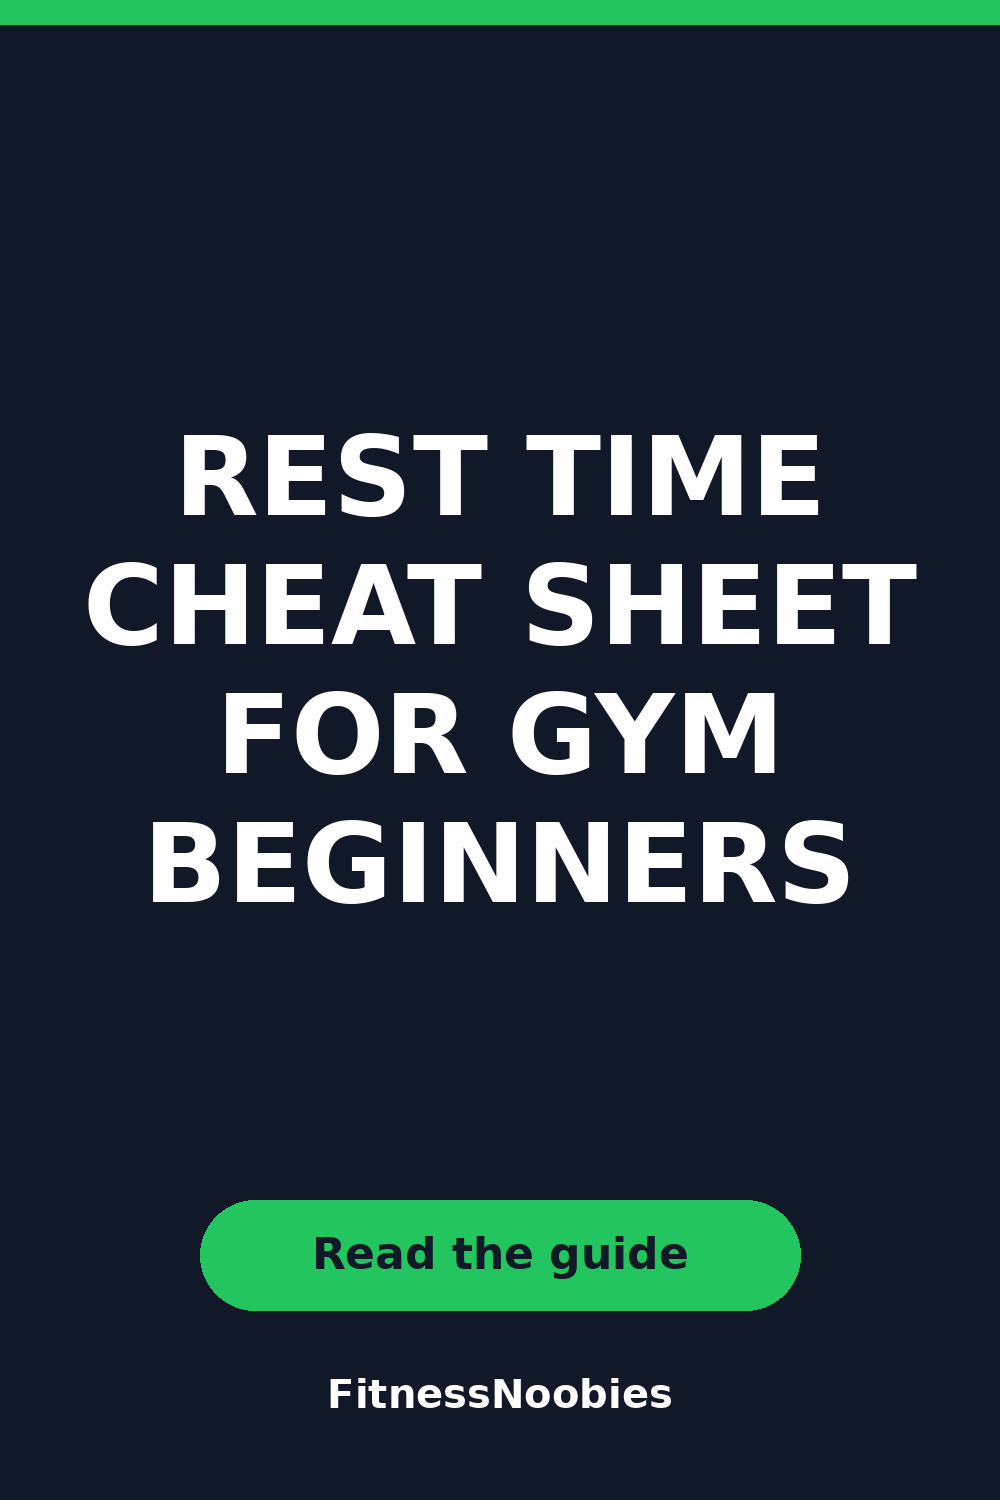 REST TIME
CHEAT SHEET
FOR GYM
BEGINNERS
Read the guide
FitnessNoobies